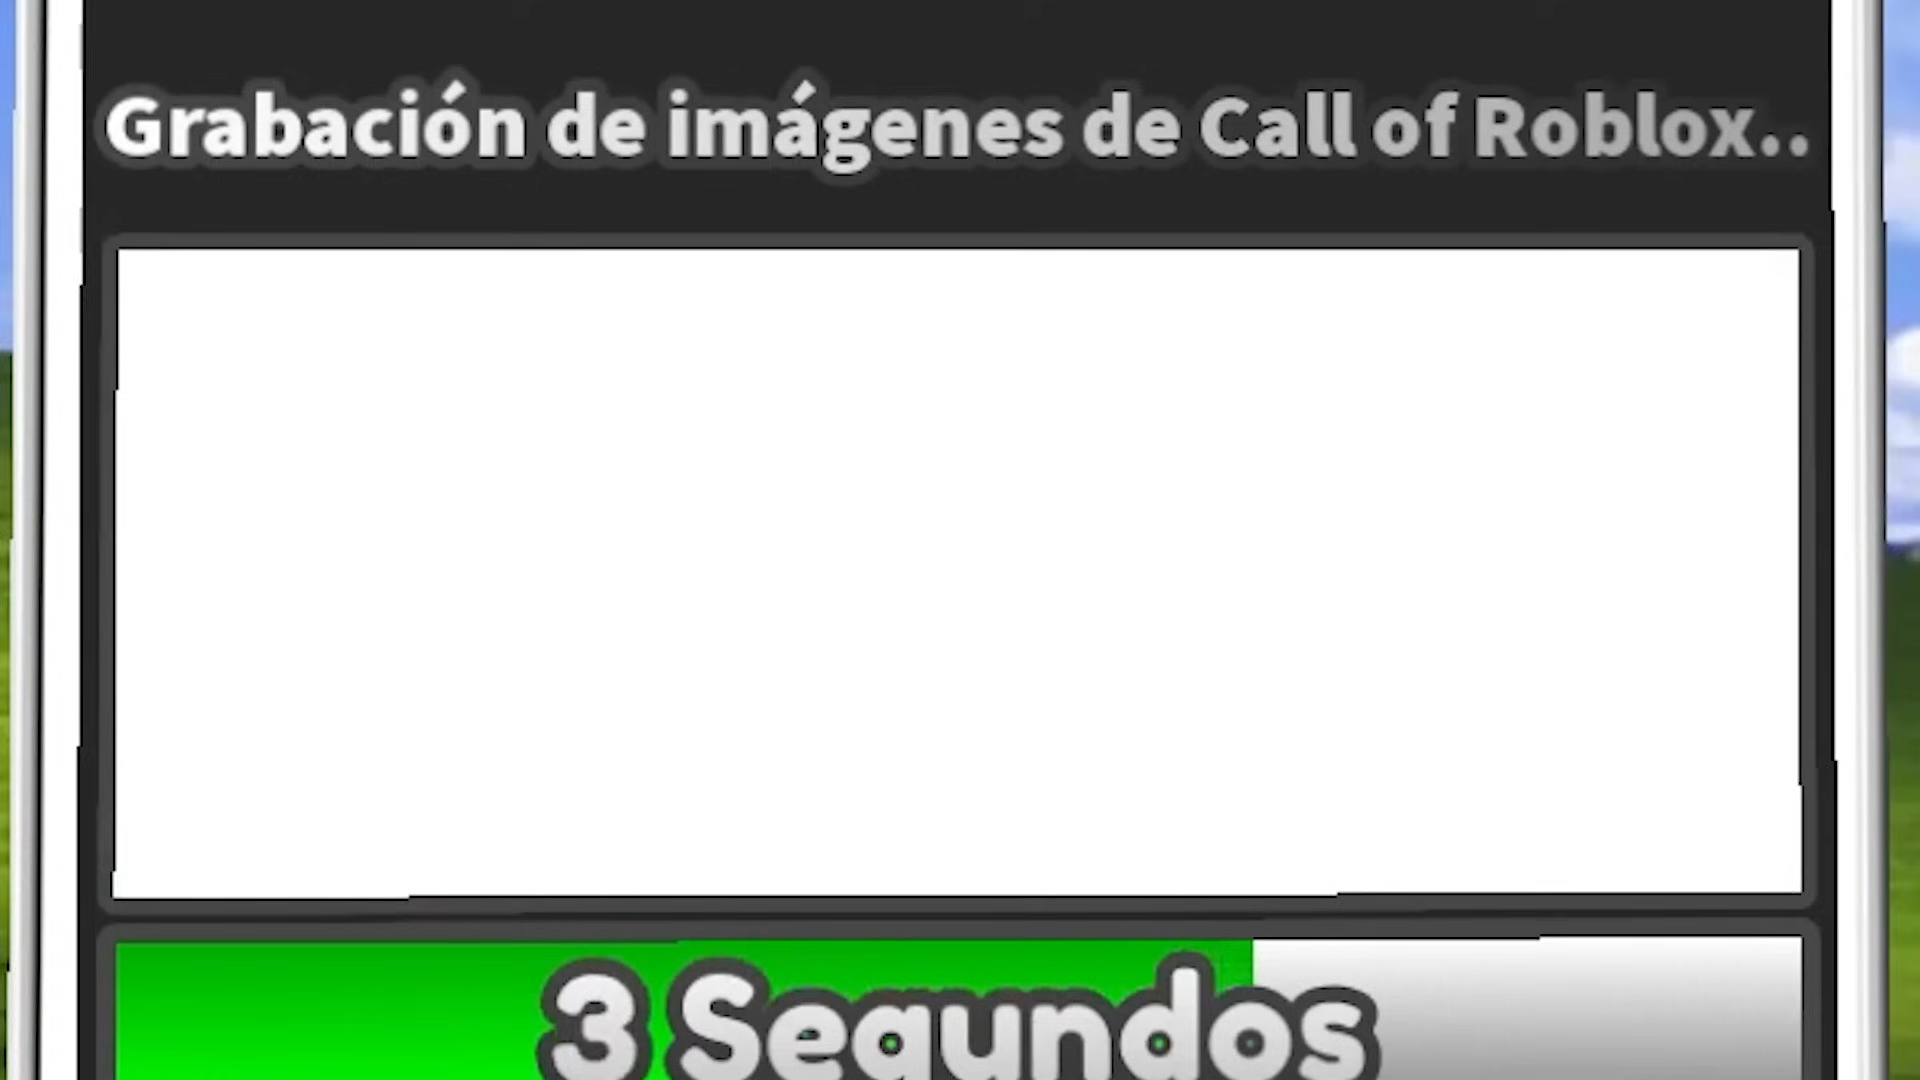 Grabación de imágenes de Call of Roblox..
3 Segundos